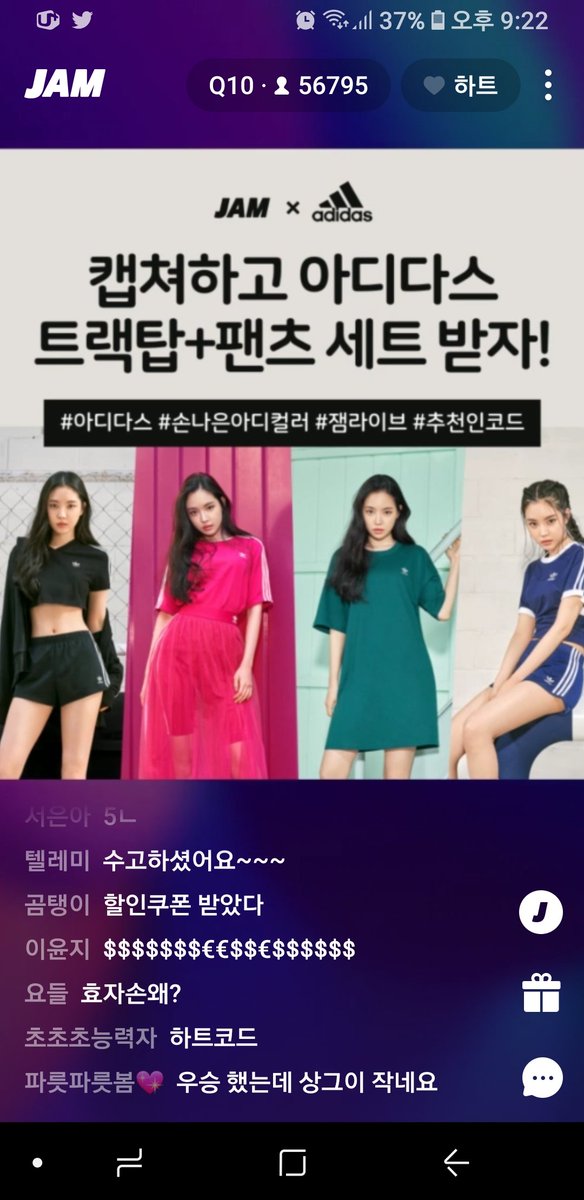 37% 오후 9:22
JAM Q10 · 56795 하트
JAM × adidas
캡쳐하고 아디다스
트랙탑+팬츠 세트 받자!
#아디다스 #손나은아디컬러 #잼라이브 #추천인코드
서은아 5ㄴ
텔레미 수고하셨어요~~~
곰탱이 할인쿠폰 받았다
이윤지 $$$$$$$€€$$€$$$$$$
요들 효자손왜?
초초초능력자 하트코드
파릇파릇봄💖 우승 했는데 상그이 작네요
J